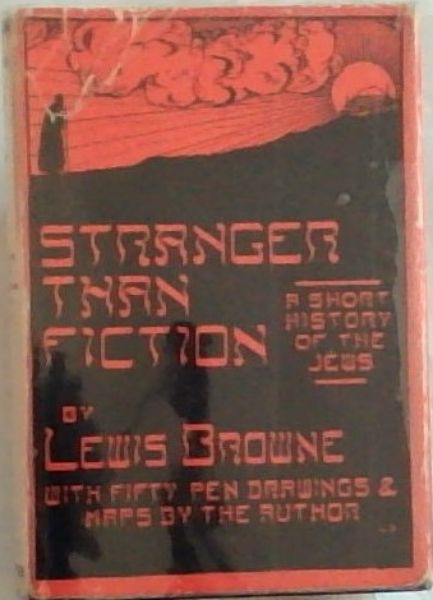 STRANGER
THAN
FICTION
A SHORT
HISTORY
OF THE
JEWS
BY
LEWIS BROWNE
WITH FIFTY PEN DRAWINGS &
MAPS BY THE AUTHOR